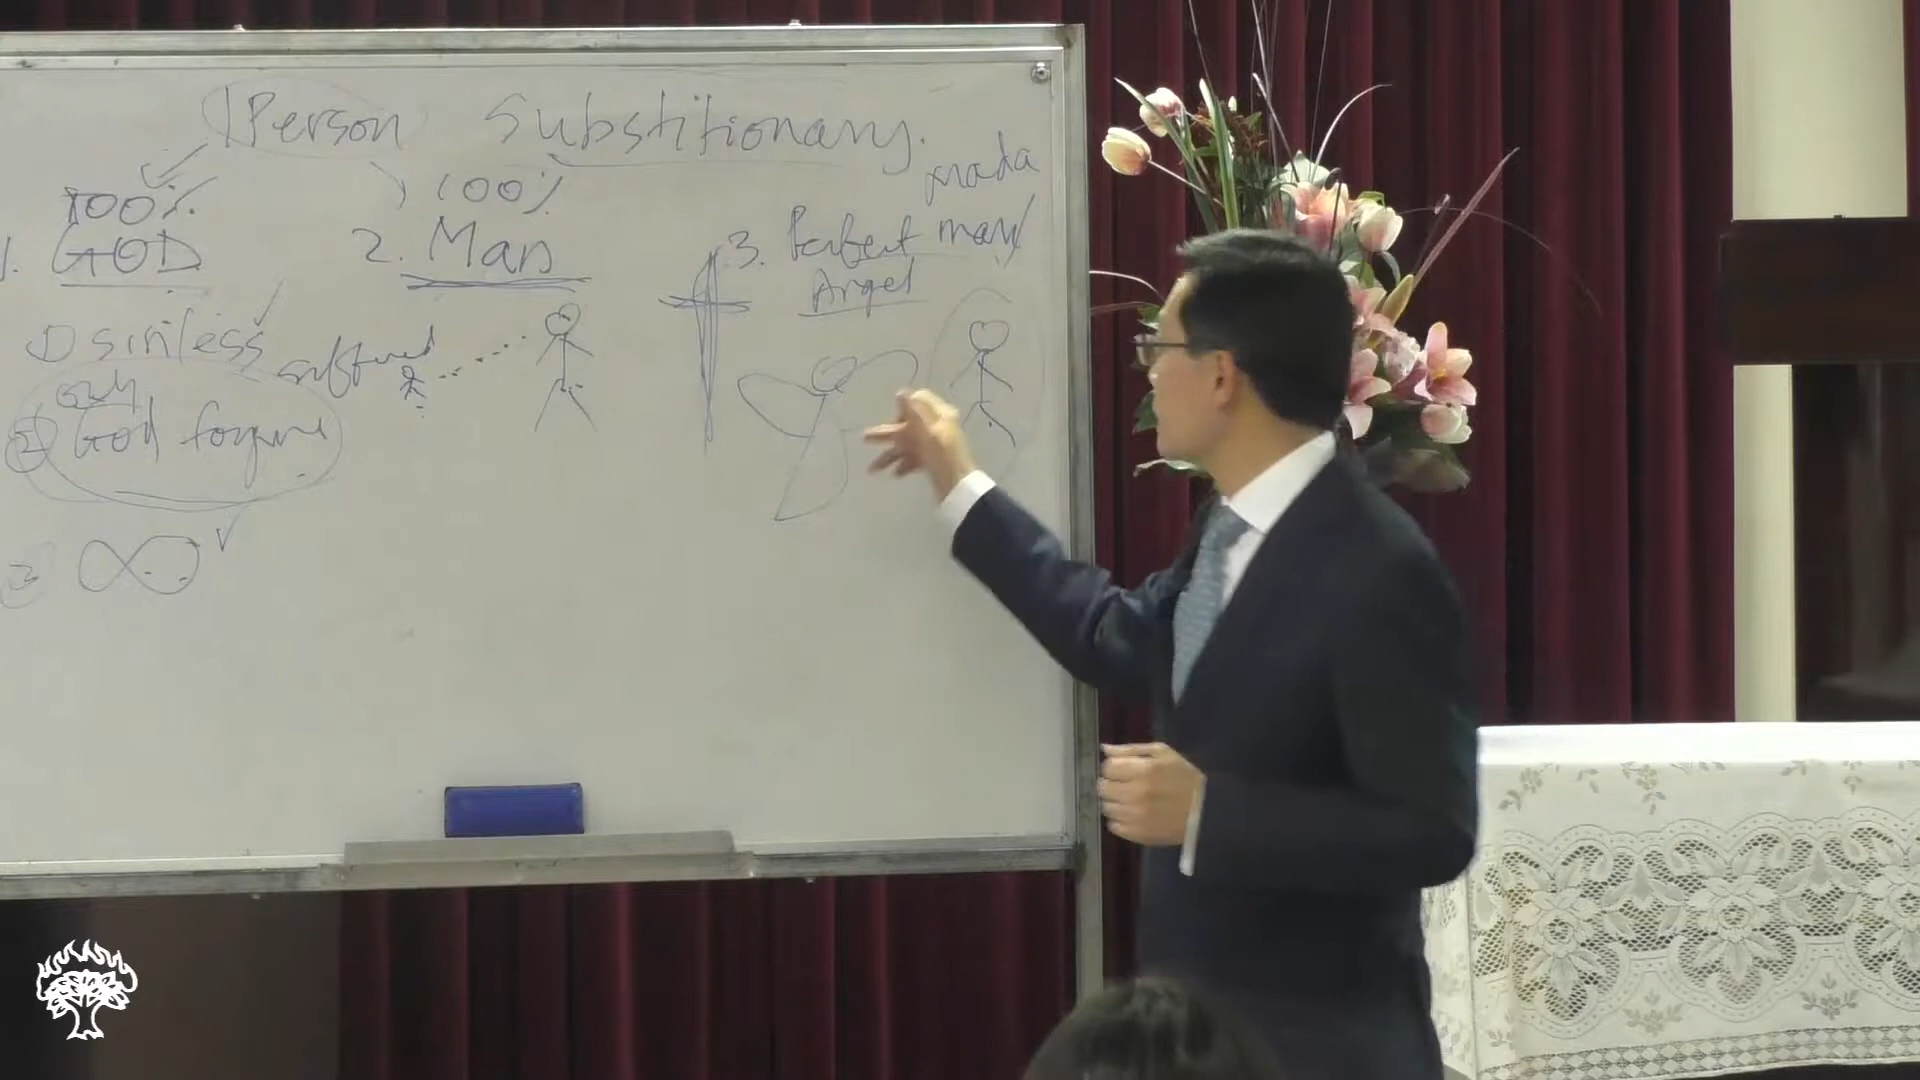 1 Person Substitionary.
100% 100%
1. GOD 2. Man 3. Perfect man/
Angel
① sinless suffered
only
② God forgive
3 ∞